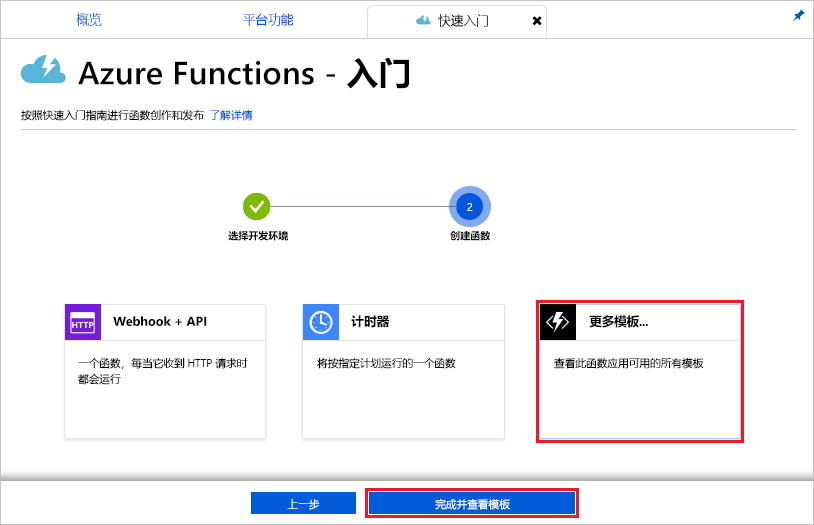 概览
平台功能
快速入门
Azure Functions - 入门
按照快速入门指南进行函数创作和发布 了解详情
2
选择开发环境
创建函数
HTTP
Webhook + API
一个函数，每当它收到 HTTP 请求时
都会运行
计时器
将按指定计划运行的一个函数
更多模板...
查看此函数应用可用的所有模板
上一步
完成并查看模板